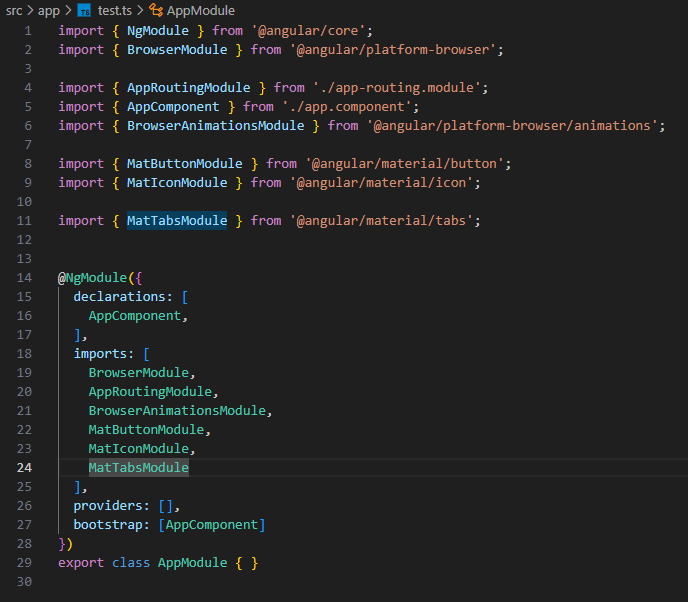 src > app > TS test.ts > AppModule
1 import { NgModule } from '@angular/core';
2 import { BrowserModule } from '@angular/platform-browser';
3
4 import { AppRoutingModule } from './app-routing.module';
5 import { AppComponent } from './app.component';
6 import { BrowserAnimationsModule } from '@angular/platform-browser/animations';
7
8 import { MatButtonModule } from '@angular/material/button';
9 import { MatIconModule } from '@angular/material/icon';
10
11 import { MatTabsModule } from '@angular/material/tabs';
12
13
14 @NgModule({
15   declarations: [
16     AppComponent,
17   ],
18   imports: [
19     BrowserModule,
20     AppRoutingModule,
21     BrowserAnimationsModule,
22     MatButtonModule,
23     MatIconModule,
24     MatTabsModule
25   ],
26   providers: [],
27   bootstrap: [AppComponent]
28 })
29 export class AppModule { }
30